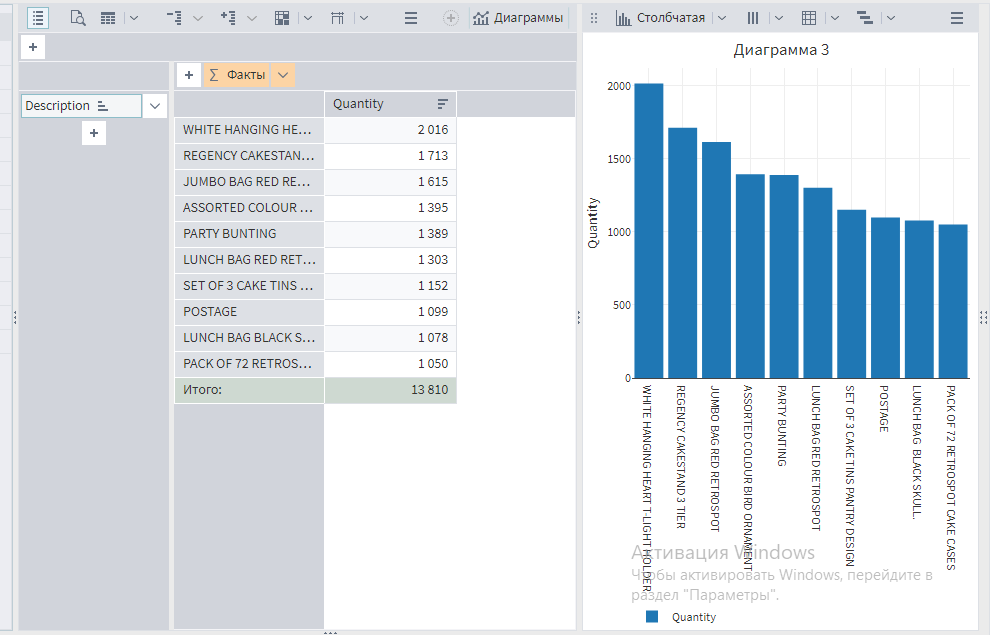 Диаграммы
Столбчатая
Σ Факты
Description
Quantity
WHITE HANGING HE... 2 016
REGENCY CAKESTAN... 1 713
JUMBO BAG RED RE... 1 615
ASSORTED COLOUR ... 1 395
PARTY BUNTING 1 389
LUNCH BAG RED RET... 1 303
SET OF 3 CAKE TINS ... 1 152
POSTAGE 1 099
LUNCH BAG BLACK S... 1 078
PACK OF 72 RETROS... 1 050
Итого: 13 810
Диаграмма 3
Quantity
2000
1500
1000
500
0
WHITE HANGING HEART T-LIGHT HOLDER
REGENCY CAKESTAND 3 TIER
JUMBO BAG RED RETROSPOT
ASSORTED COLOUR BIRD ORNAMENT
PARTY BUNTING
LUNCH BAG RED RETROSPOT
SET OF 3 CAKE TINS PANTRY DESIGN
POSTAGE
LUNCH BAG BLACK SKULL.
PACK OF 72 RETROSPOT CAKE CASES
Активация Windows
Чтобы активировать Windows, перейдите в
раздел "Параметры".
Quantity